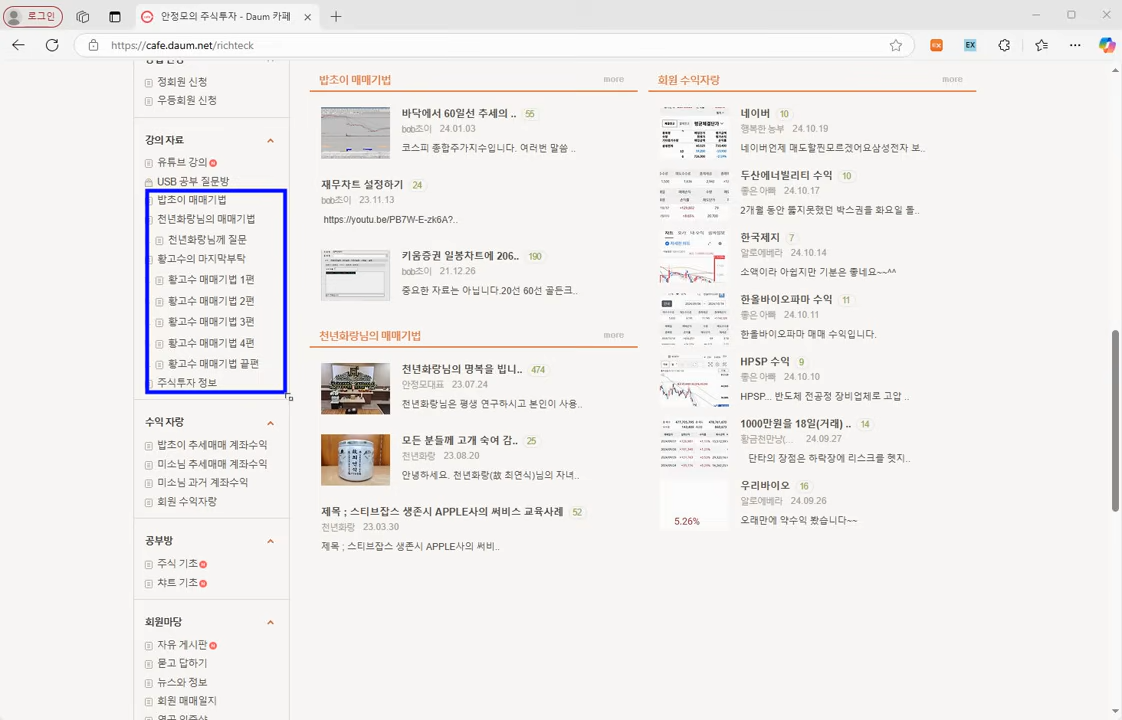 로그인
안정모의 주식투자 - Daum 카페
https://cafe.daum.net/richteck
EX
정회원 신청
우등회원 신청
강의 자료
유튜브 강의
USB 공부 질문방
밥조이 매매기법
천년화랑님의 매매기법
천년화랑님께 질문
황고수의 마지막부탁
황고수 매매기법 1편
황고수 매매기법 2편
황고수 매매기법 3편
황고수 매매기법 4편
황고수 매매기법 끝편
주식투자 정보
수익 자랑
밥조이 추세매매 계좌수익
미소님 추세매매 계좌수익
미소님 과거 계좌수익
회원 수익자랑
공부방
주식 기초
챠트 기초
회원마당
자유 게시판
묻고 답하기
뉴스와 정보
회원 매매일지
밥조이 매매기법
more
바닥에서 60일선 추세의 .. 55
bob조이 24.01.03
코스피 종합주가지수입니다. 여러번 말씀 ..
재무차트 설정하기 24
bob조이 23.11.13
https://youtu.be/PB7W-E-zk6A?..
키움증권 일봉차트에 206.. 190
bob조이 21.12.26
중요한 자료는 아닙니다.20선 60선 골든크..
천년화랑님의 매매기법
more
천년화랑님의 명복을 빕니.. 474
안정모대표 23.07.24
천년화랑님은 평생 연구하시고 본인이 사용..
모든 분들께 고개 숙여 감.. 25
천년화랑 23.08.20
안녕하세요. 천년화랑(故 최연식)님의 자녀..
제목 ; 스티브잡스 생존시 APPLE사의 써비스 교육사례 52
천년화랑 23.03.30
제목 ; 스티브잡스 생존시 APPLE사의 써비..
회원 수익자랑
more
네이버 10
행복한 농부 24.10.19
네이버언제 매도할찐모르겠어요삼성전자 보..
두산에너빌리티 수익 10
좋은 아빠 24.10.17
2개월 동안 뚫지못했던 박스권을 화요일 돌..
한국제지 7
알로에베라 24.10.14
소액이라 아쉽지만 기분은 좋네요~~^^
한올바이오파마 수익 11
좋은 아빠 24.10.11
한올바이오파마 매매 수익입니다.
HPSP 수익 9
좋은 아빠 24.10.10
HPSP... 반도체 전공정 장비업체로 고압 ..
1000만원을 18일(거래) .. 14
황금천만냥(... 24.09.27
단타의 장점은 하락장에 리스크를 헷지..
우리바이오 16
알로에베라 24.09.26
오래만에 약수익 봤습니다~~
5.26%